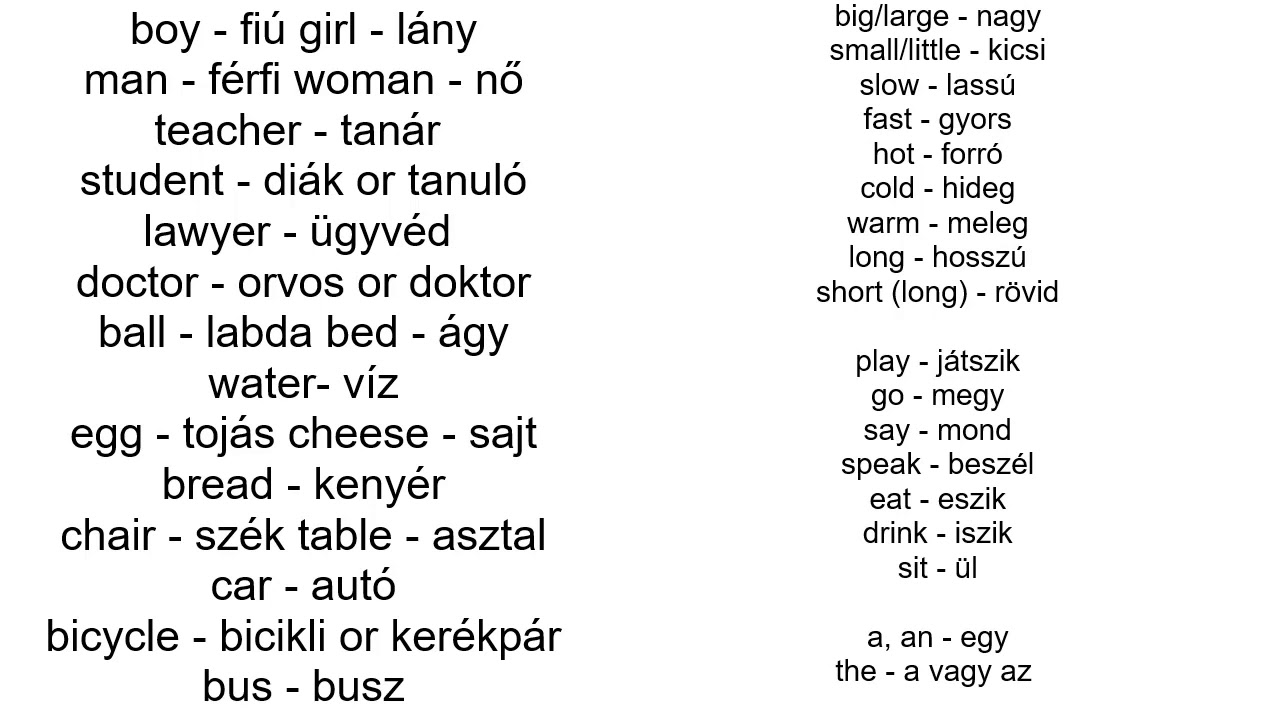 boy - fiú girl - lány
man - férfi woman - nő
teacher - tanár
student - diák or tanuló
lawyer - ügyvéd
doctor - orvos or doktor
ball - labda bed - ágy
water- víz
egg - tojás cheese - sajt
bread - kenyér
chair - szék table - asztal
car - autó
bicycle - bicikli or kerékpár
bus - busz
big/large - nagy
small/little - kicsi
slow - lassú
fast - gyors
hot - forró
cold - hideg
warm - meleg
long - hosszú
short (long) - rövid
play - játszik
go - megy
say - mond
speak - beszél
eat - eszik
drink - iszik
sit - ül
a, an - egy
the - a vagy az